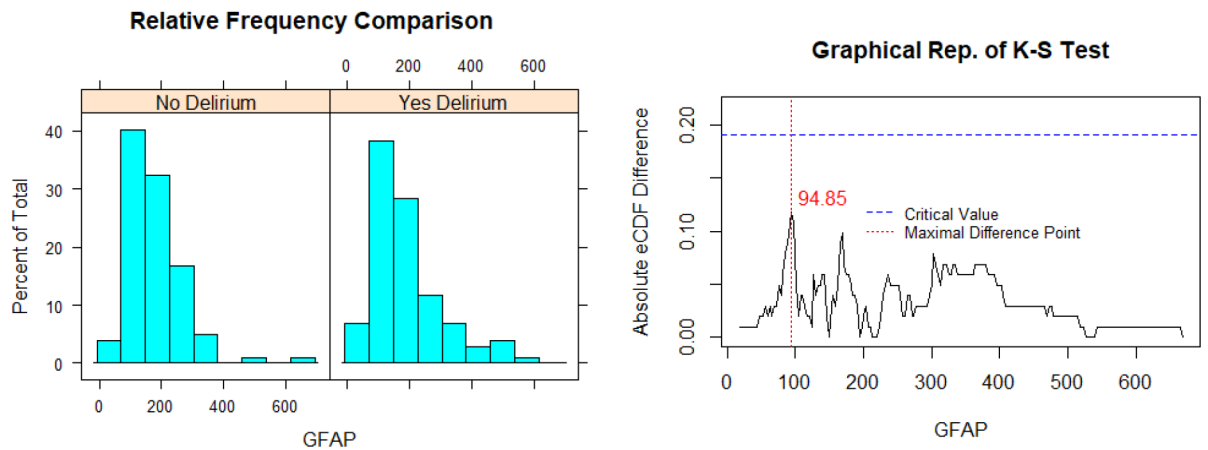 Relative Frequency Comparison
0 200 400 600
No Delirium Yes Delirium
40
30
20
10
0
Percent of Total
0 200 400 600
GFAP
Graphical Rep. of K-S Test
0.20
0.10
0.00
Absolute eCDF Difference
94.85
Critical Value
Maximal Difference Point
0 100 200 300 400 500 600
GFAP